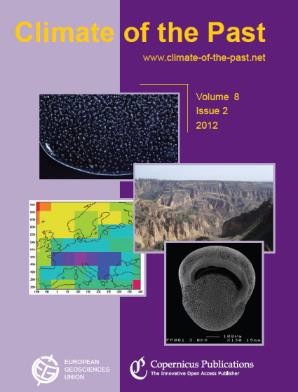 Climate of the Past
www.climate-of-the-past.net
Volume 8
Issue 2
2012
EUROPEAN
GEOSCIENCES
UNION
Copernicus Publications
The Innovative Open Access Publisher